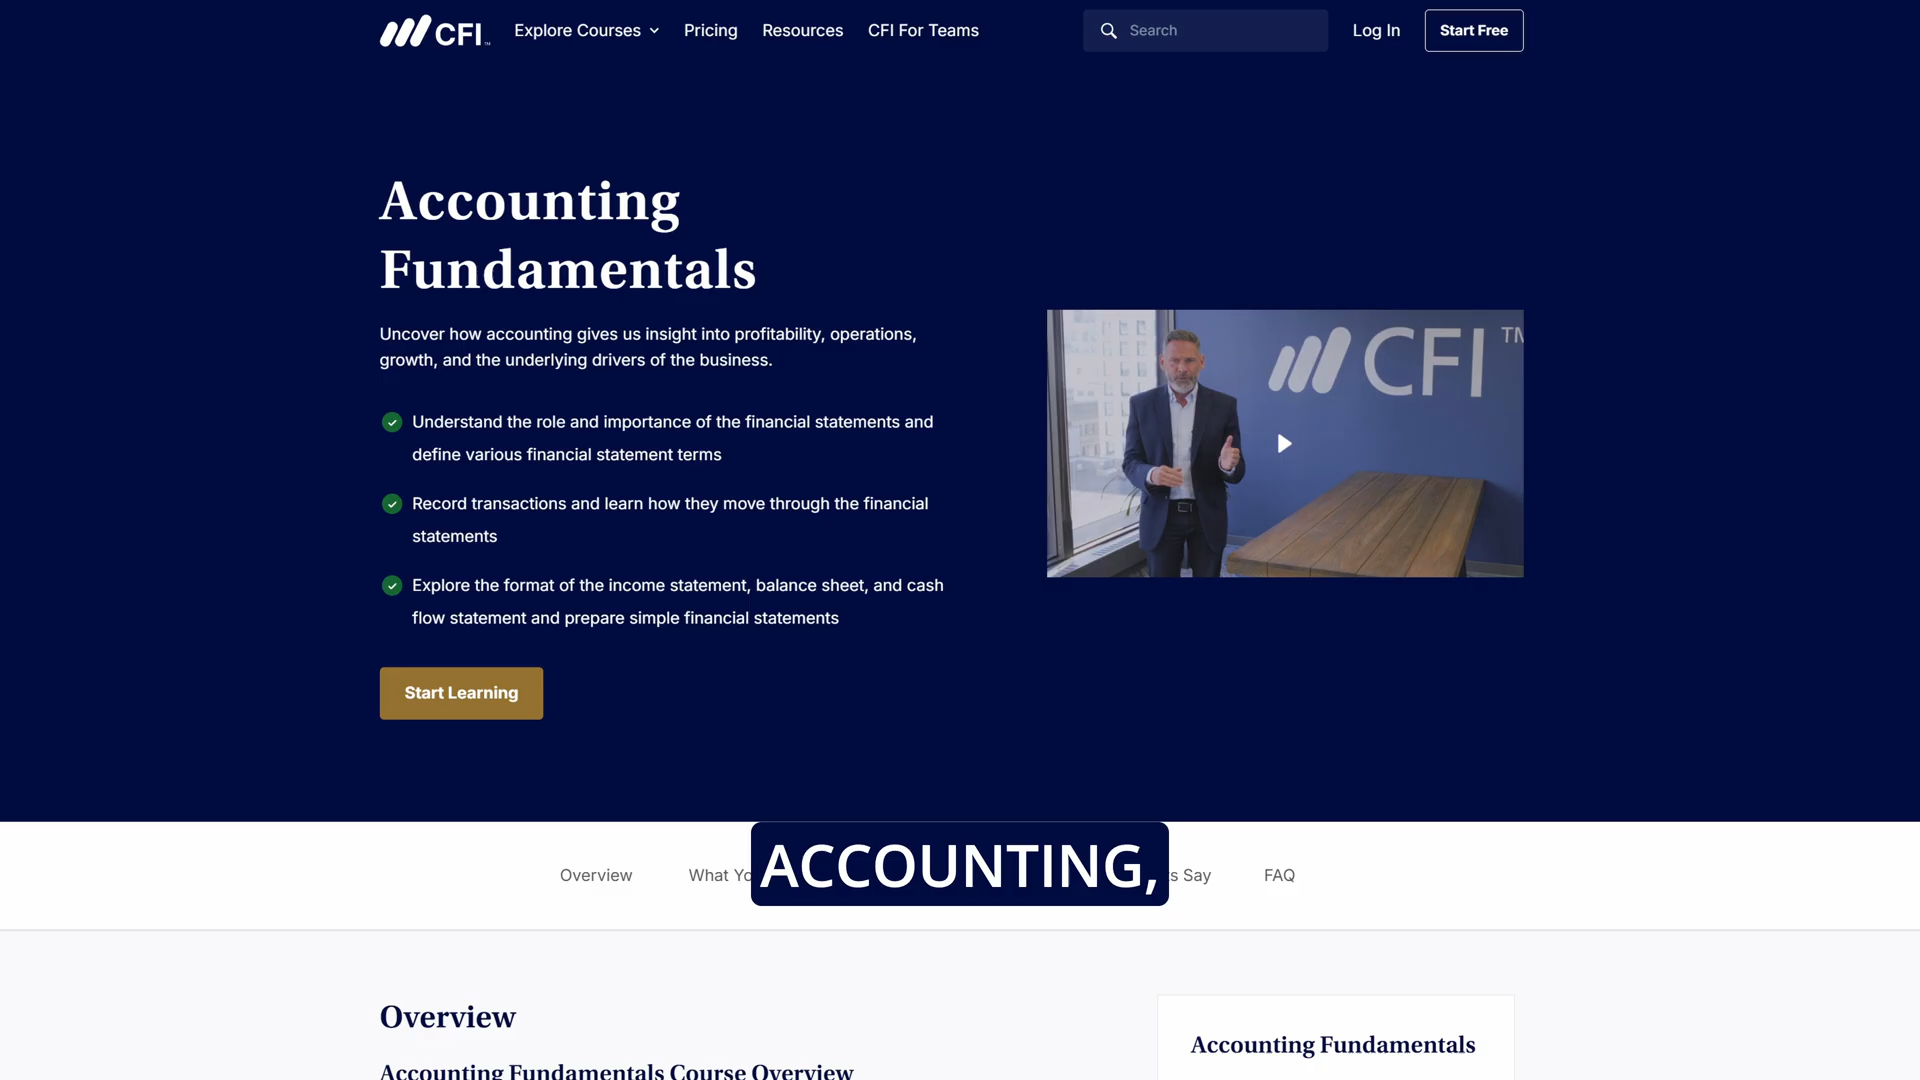 CFI™
Explore Courses
Pricing
Resources
CFI For Teams
Search
Log In
Start Free
Accounting
Fundamentals
Uncover how accounting gives us insight into profitability, operations,
growth, and the underlying drivers of the business.
Understand the role and importance of the financial statements and
define various financial statement terms
Record transactions and learn how they move through the financial
statements
Explore the format of the income statement, balance sheet, and cash
flow statement and prepare simple financial statements
Start Learning
CFI TM
Overview
What Yo
ACCOUNTING,
s Say
FAQ
Overview
Accounting Fundamentals Course Overview
Accounting Fundamentals